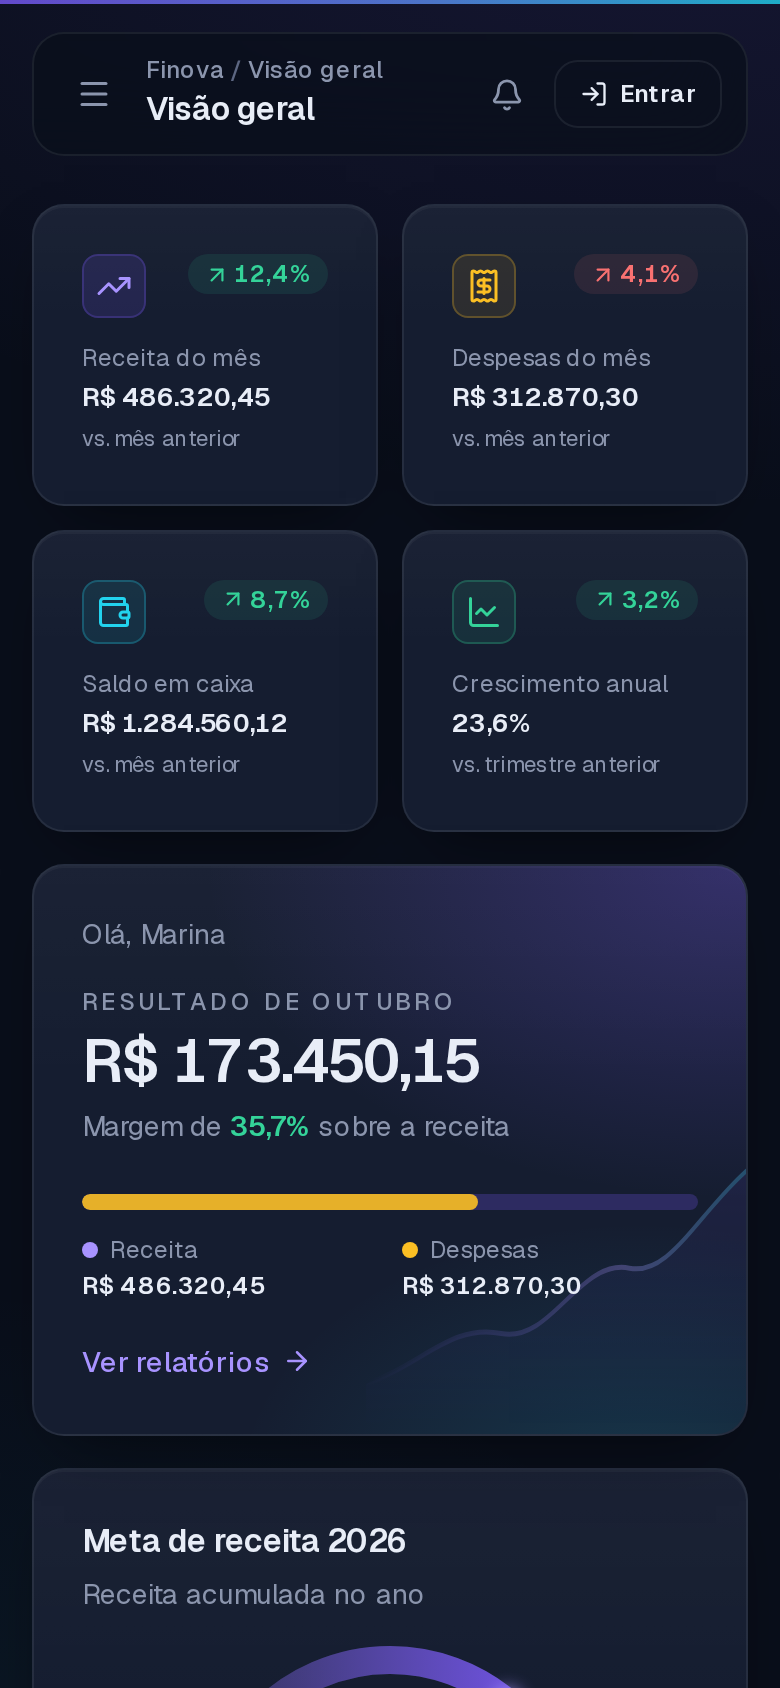 Finova / Visão geral
Visão geral
Entrar
12,4%
Receita do mês
R$ 486.320,45
vs. mês anterior
4,1%
Despesas do mês
R$ 312.870,30
vs. mês anterior
8,7%
Saldo em caixa
R$ 1.284.560,12
vs. mês anterior
3,2%
Crescimento anual
23,6%
vs. trimestre anterior
Olá, Marina
RESULTADO DE OUTUBRO
R$ 173.450,15
Margem de 35,7% sobre a receita
Receita
R$ 486.320,45
Despesas
R$ 312.870,30
Ver relatórios
Meta de receita 2026
Receita acumulada no ano